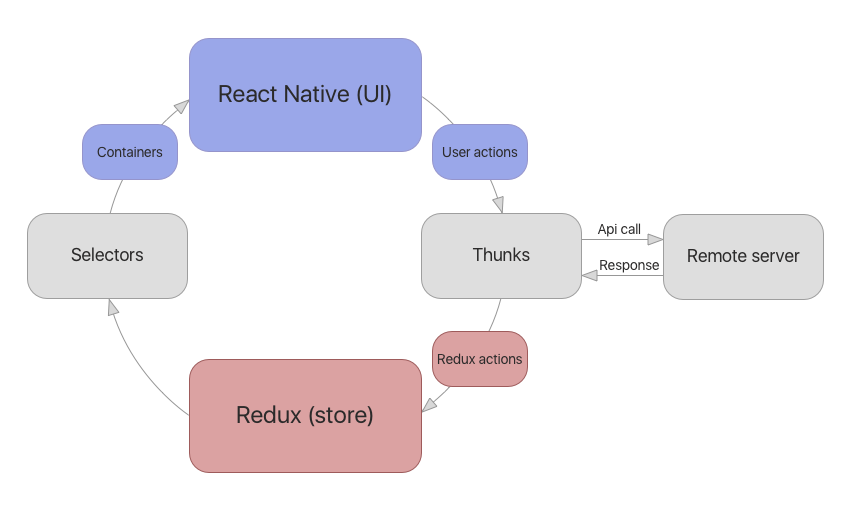 React Native (UI)
Containers
User actions
Selectors
Thunks
Api call
Response
Remote server
Redux actions
Redux (store)